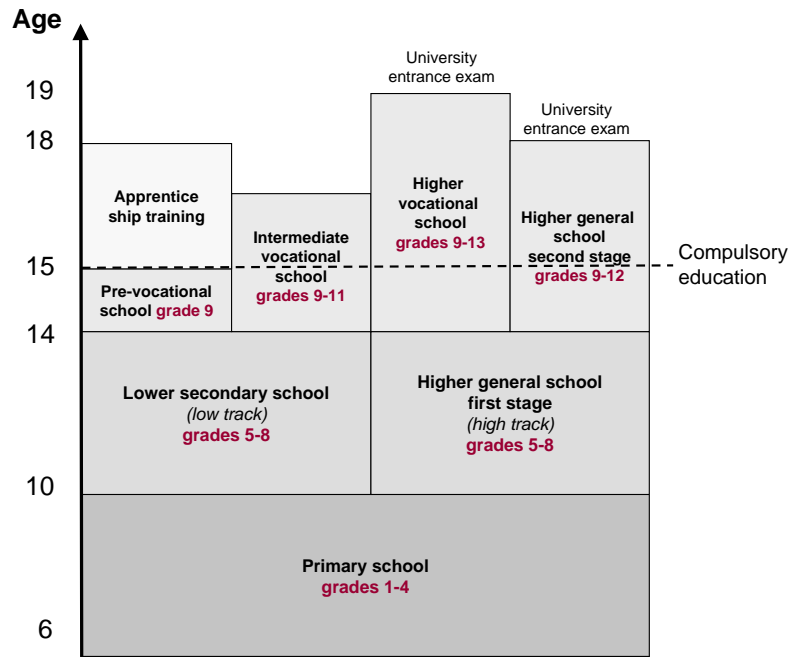 Age
University
entrance exam
19
University
entrance exam
18
Apprentice
ship training
Higher
vocational
school
grades 9-13
Intermediate
vocational
school
grades 9-11
Higher general
school
second stage
grades 9-12
Compulsory
education
15
Pre-vocational
school grade 9
14
Lower secondary school
(low track)
grades 5-8
Higher general school
first stage
(high track)
grades 5-8
10
Primary school
grades 1-4
6